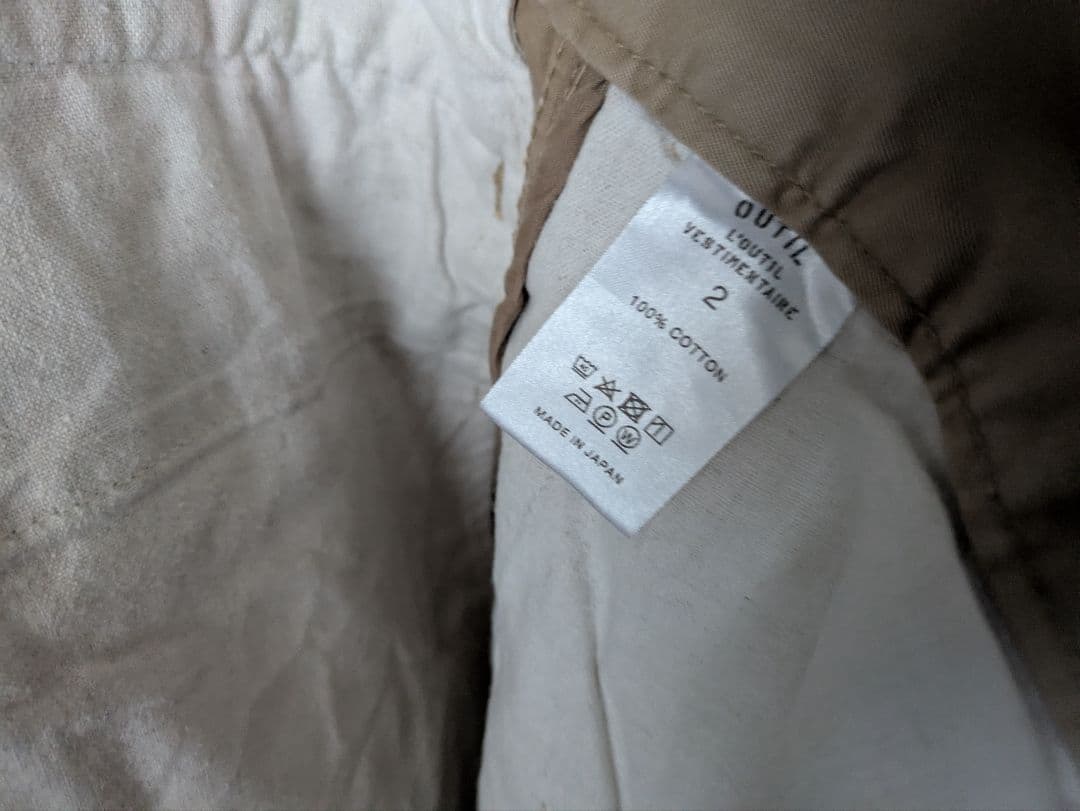 OUTIL
L'OUTIL
VESTIMENTAIRE
2
100% COTTON
P W
MADE IN JAPAN